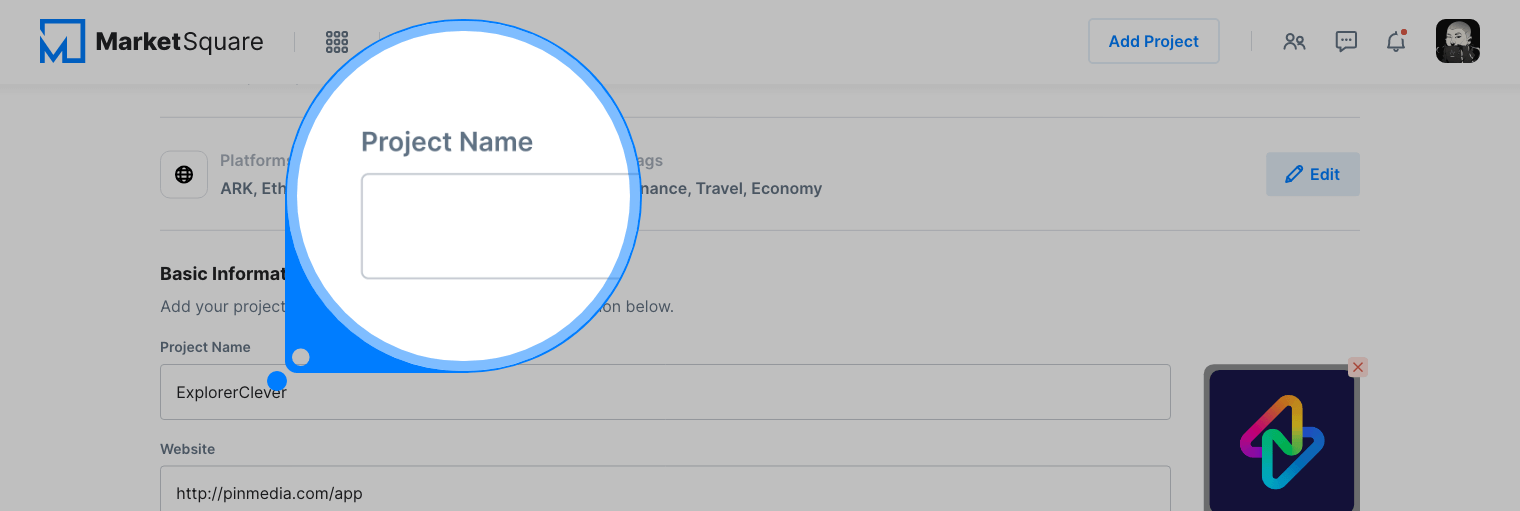 MarketSquare
Add Project
Project Name
Platforms
ARK, Eth
nance, Travel, Economy
Edit
Basic Informat
Add your project
on below.
Project Name
ExplorerClever
Website
http://pinmedia.com/app